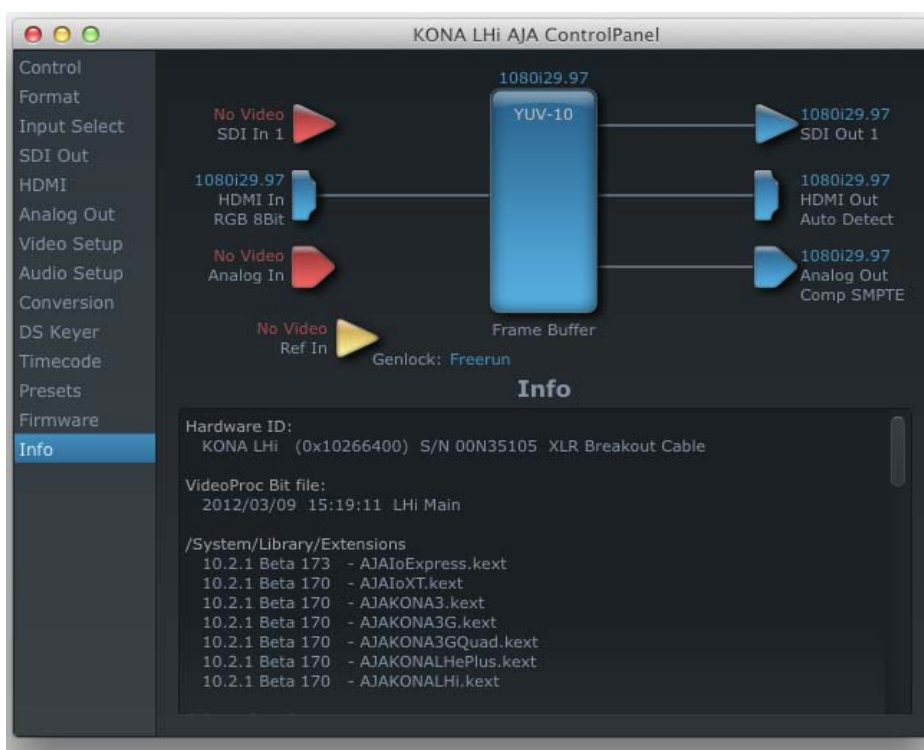 KONA LHi AJA ControlPanel
Control
Format
Input Select
SDI Out
HDMI
Analog Out
Video Setup
Audio Setup
Conversion
DS Keyer
Timecode
Presets
Firmware
Info
1080i29.97
YUV-10
Frame Buffer
No Video
SDI In 1
1080i29.97
HDMI In
RGB 8Bit
No Video
Analog In
No Video
Ref In
Genlock: Freerun
1080i29.97
SDI Out 1
1080i29.97
HDMI Out
Auto Detect
1080i29.97
Analog Out
Comp SMPTE
Info
Hardware ID:
KONA LHi (0x10266400) S/N 00N35105 XLR Breakout Cable
VideoProc Bit file:
2012/03/09 15:19:11 LHi Main
/System/Library/Extensions
10.2.1 Beta 173 - AJAIoExpress.kext
10.2.1 Beta 170 - AJAIoXT.kext
10.2.1 Beta 170 - AJAKONA3.kext
10.2.1 Beta 170 - AJAKONA3G.kext
10.2.1 Beta 170 - AJAKONA3GQuad.kext
10.2.1 Beta 170 - AJAKONALHePlus.kext
10.2.1 Beta 170 - AJAKONALHi.kext